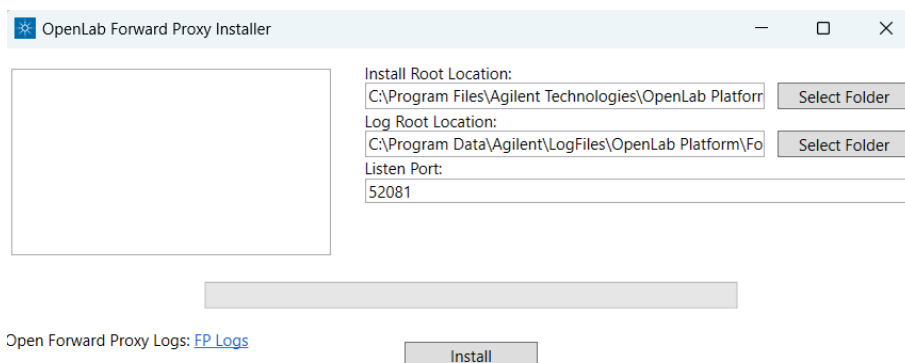 OpenLab Forward Proxy Installer
Install Root Location:
C:\Program Files\Agilent Technologies\OpenLab Platforr
Select Folder
Log Root Location:
C:\Program Data\Agilent\LogFiles\OpenLab Platform\Fo
Select Folder
Listen Port:
52081
Open Forward Proxy Logs: FP Logs
Install